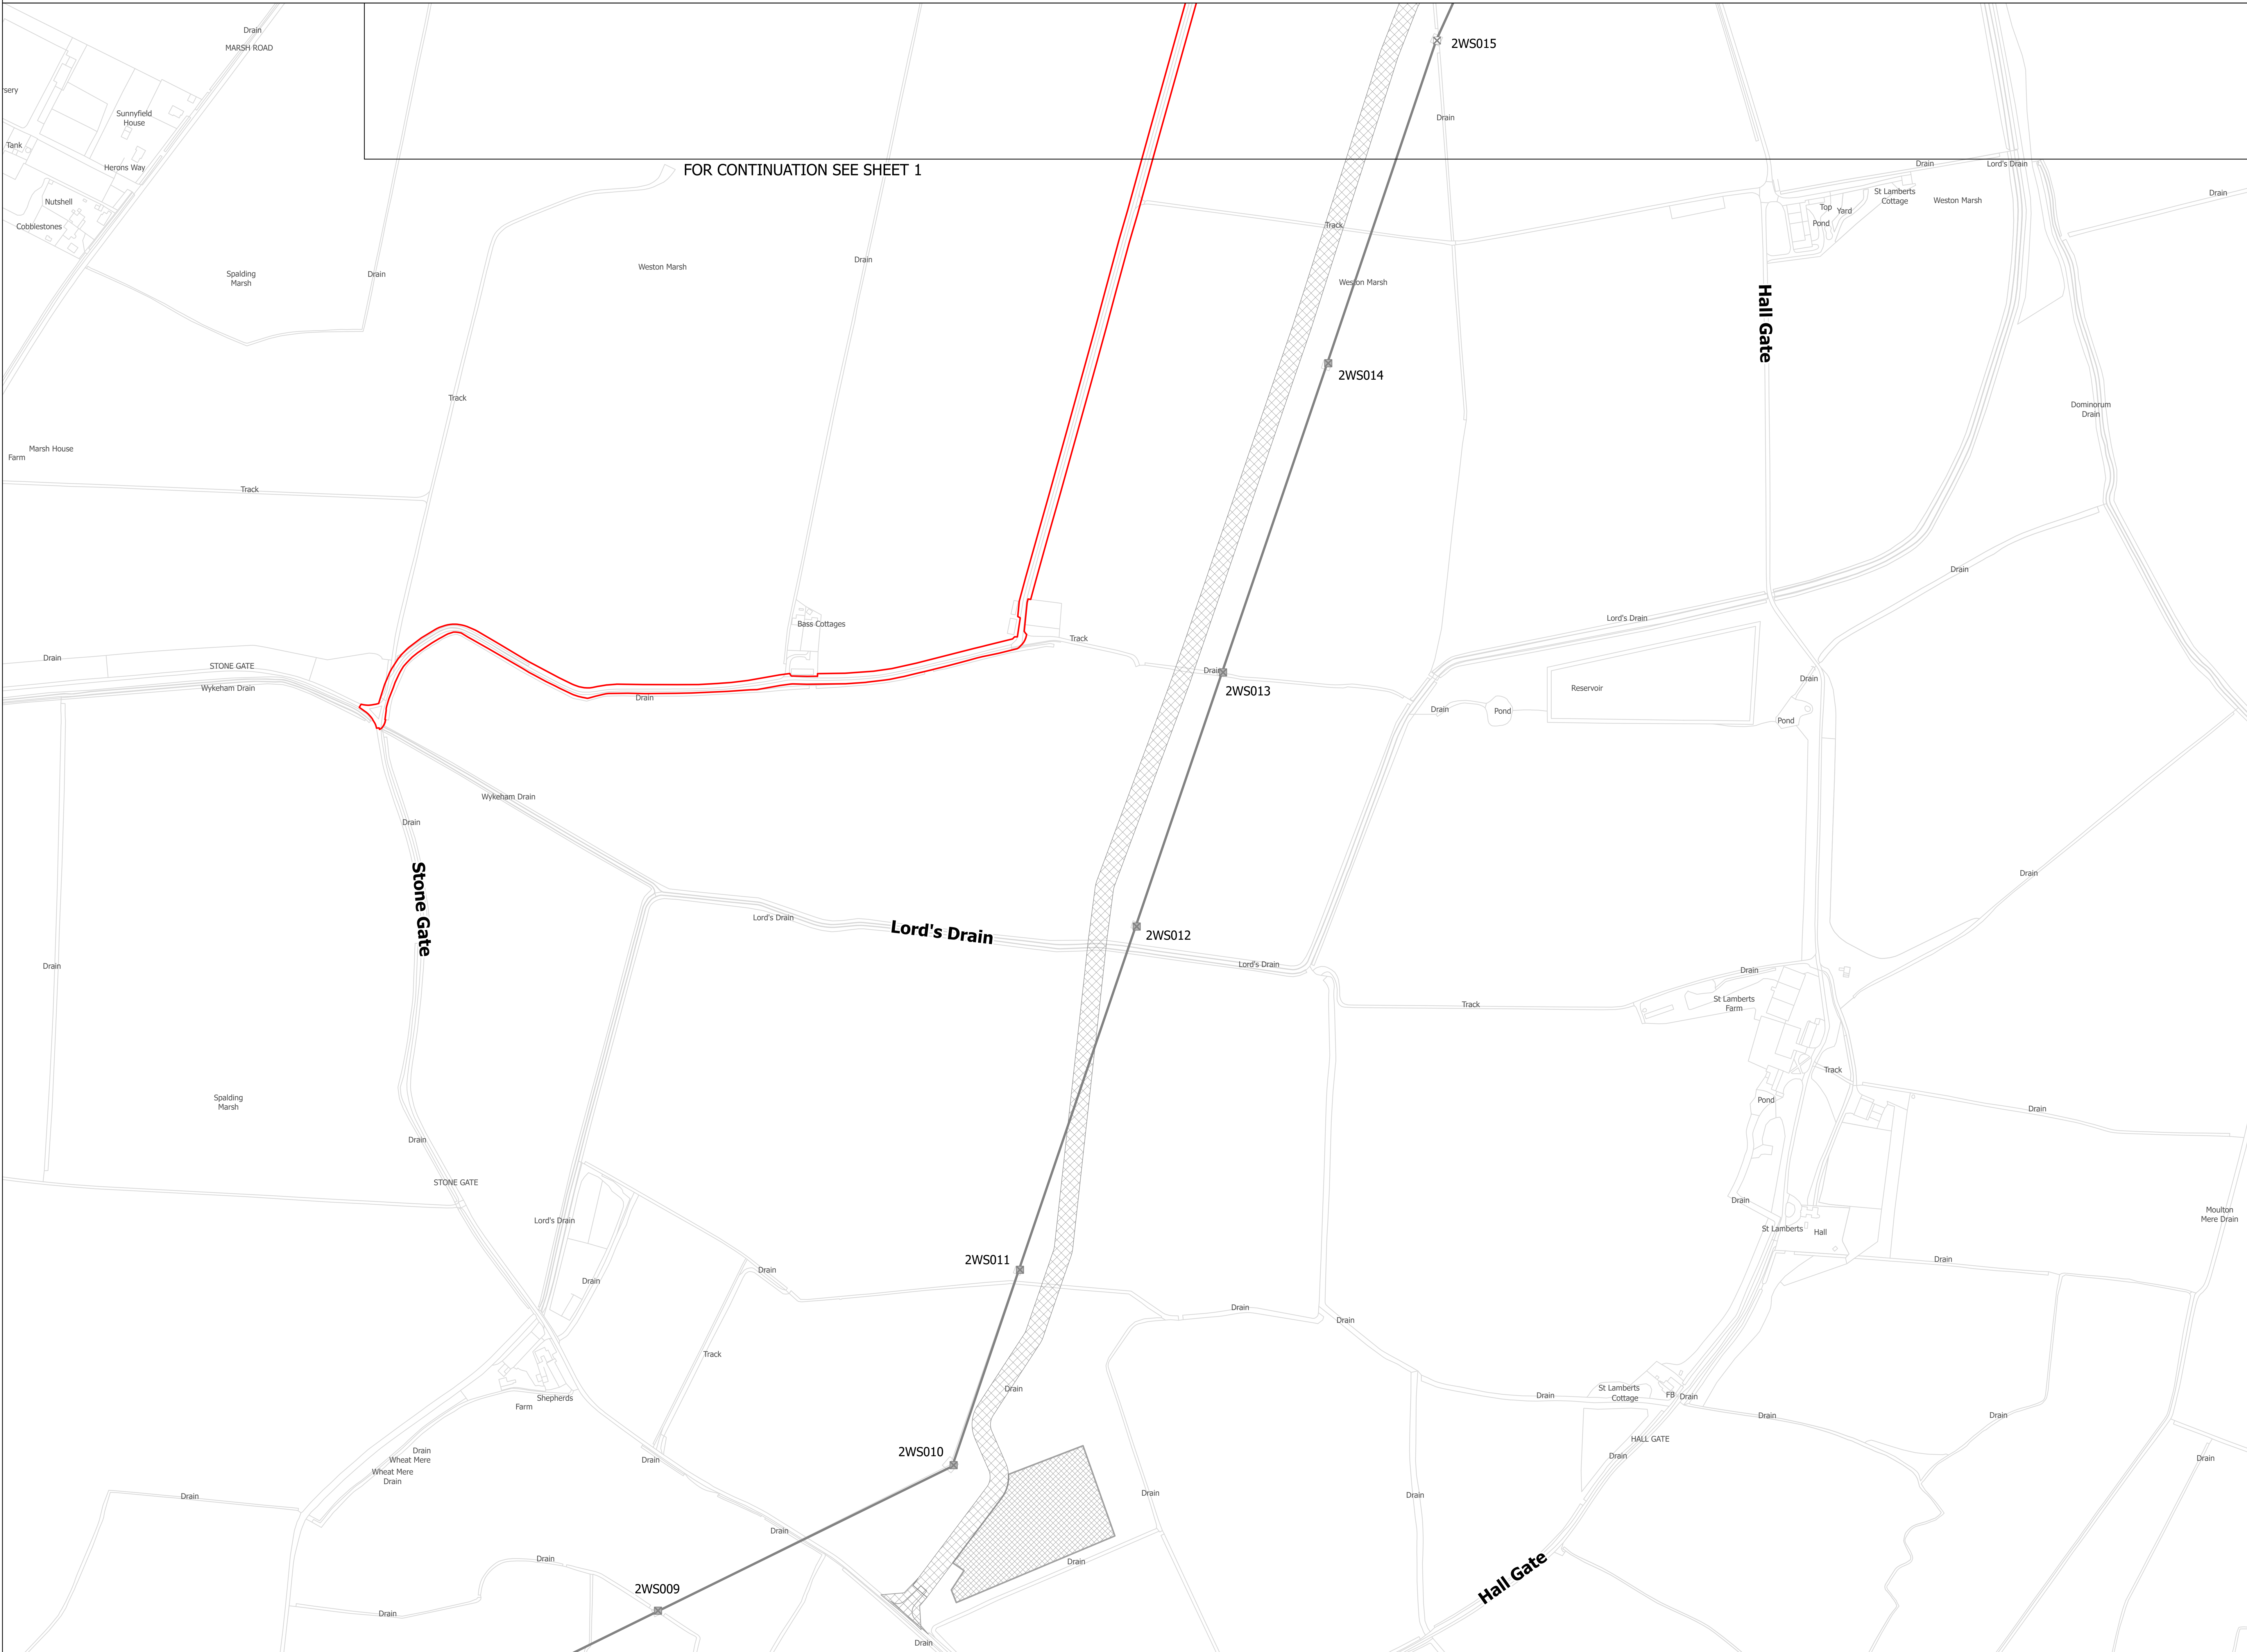 Drain
MARSH ROAD
2WS015
rsery
Sunnyfield
House
Drain
Tank
Herons Way
FOR CONTINUATION SEE SHEET 1
Drain
Lord's Drain
Nutshell
St Lamberts
Cottage
Weston Marsh
Drain
Top
Yard
Cobblestones
Track
Pond
Drain
Weston Marsh
Spalding
Marsh
Drain
Weston Marsh
Hall Gate
2WS014
Track
Dominorum
Drain
Marsh House
Farm
Track
Drain
Bass Cottages
Lord's Drain
Track
Drain
STONE GATE
Drain
Drain
Wykeham Drain
Drain
2WS013
Reservoir
Drain
Pond
Pond
Wykeham Drain
Drain
Stone Gate
Drain
Lord's Drain
Lord's Drain
2WS012
Drain
Lord's Drain
Drain
St Lamberts
Farm
Track
Track
Spalding
Marsh
Pond
Drain
Drain
STONE GATE
Drain
Moulton
Mere Drain
Lord's Drain
St Lamberts
Hall
2WS011
Drain
Drain
Drain
Drain
Drain
Track
Drain
St Lamberts
Cottage
Drain
FB
Drain
Shepherds
Farm
Drain
Drain
HALL GATE
Drain
Wheat Mere
2WS010
Drain
Drain
Drain
Wheat Mere
Drain
Drain
Drain
Drain
Drain
Drain
Drain
Hall Gate
2WS009
Drain
Drain